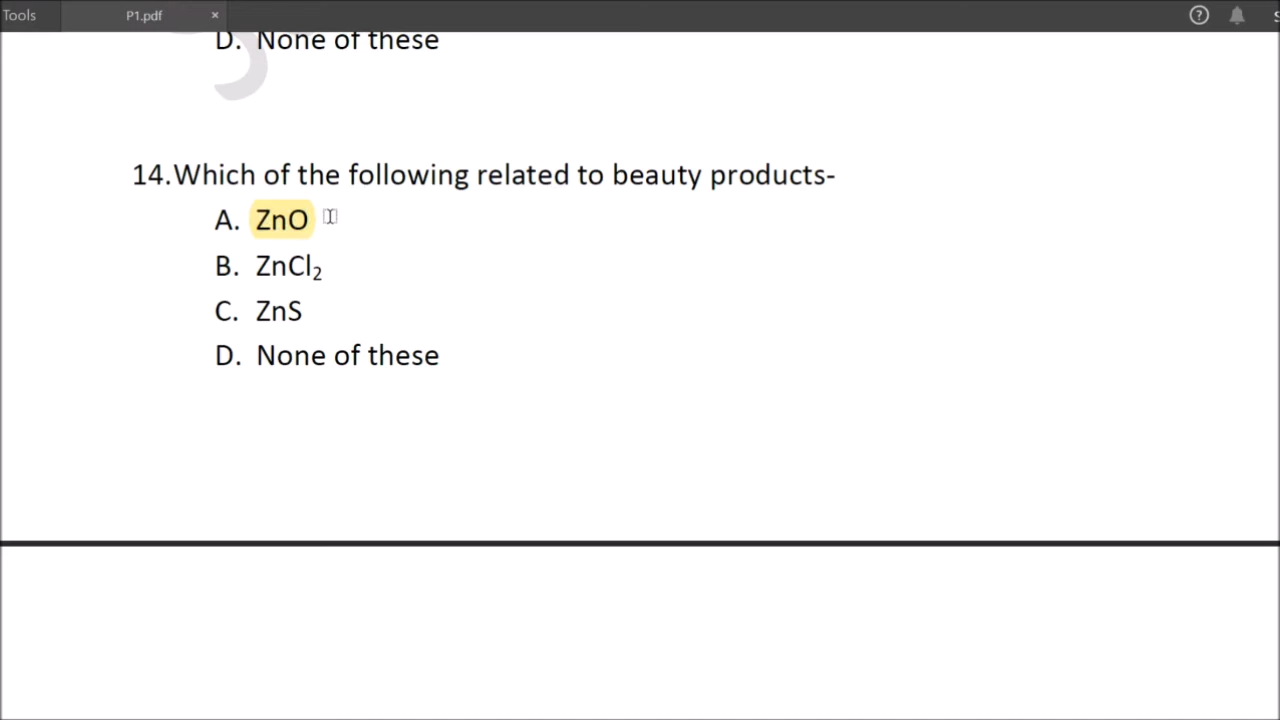 Tools P1.pdf × ?
D. None of these
14.Which of the following related to beauty products-
A. ZnO
B. ZnCl₂
C. ZnS
D. None of these